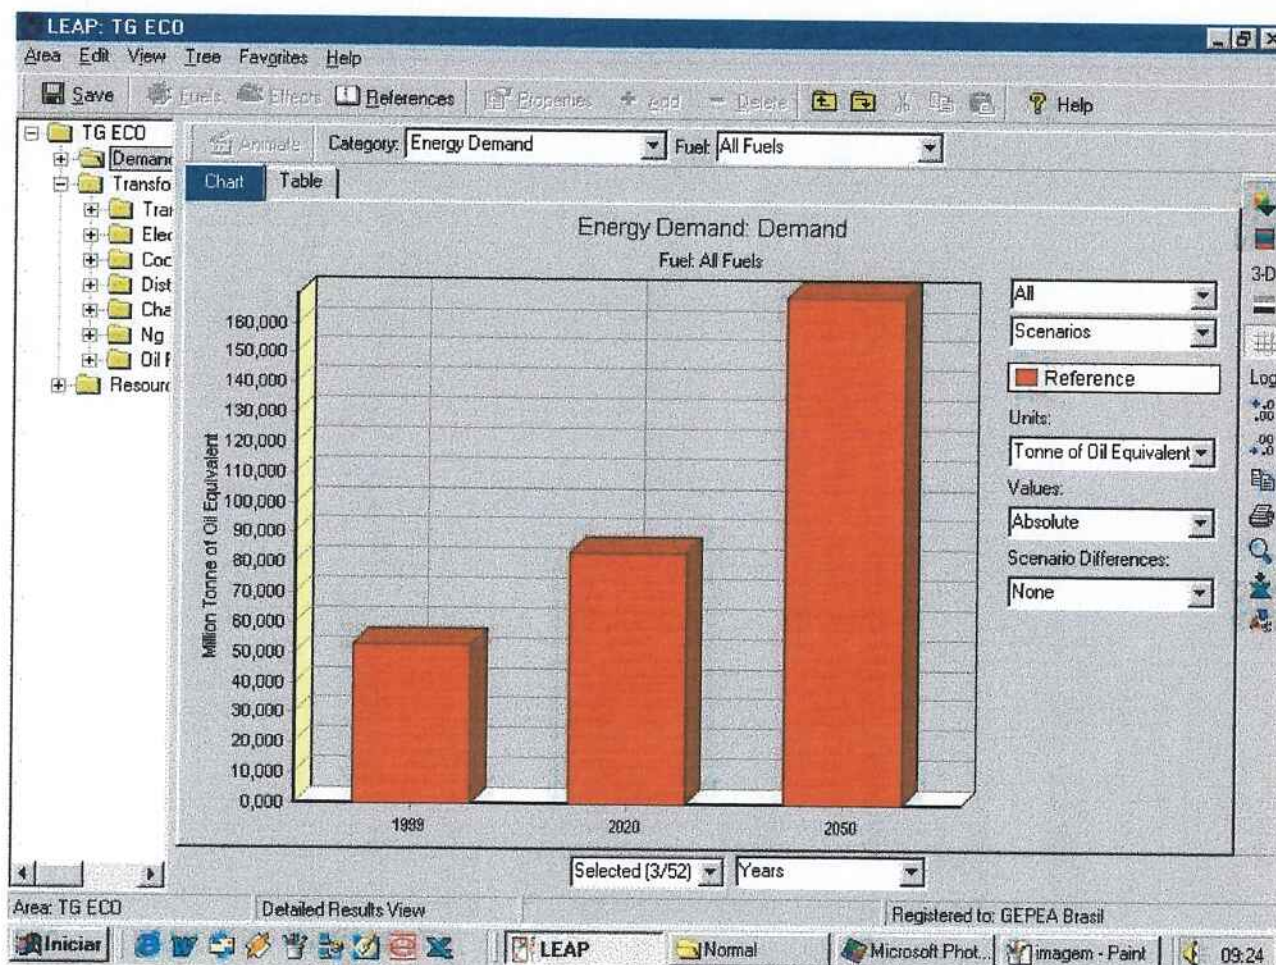 LEAP: TG ECO
Area Edit View Tree Favorites Help
Save Fuels Effects References Properties Add Delete Help
TG ECO
Demand
Transfo
Tra
Elec
Coc
Dist
Cha
Ng
Oil F
Resourc
Animate Category: Energy Demand Fuel: All Fuels
Chart Table
Energy Demand: Demand
Fuel: All Fuels
Million Tonne of Oil Equivalent
160,000
150,000
140,000
130,000
120,000
110,000
100,000
90,000
80,000
70,000
60,000
50,000
40,000
30,000
20,000
10,000
0,000
1999 2020 2050
All
Scenarios
Reference
Units:
Tonne of Oil Equivalent
Values:
Absolute
Scenario Differences:
None
3-D
Log
Selected (3/52) Years
Area: TG ECO Detailed Results View Registered to: GEPEA Brasil
Iniciar LEAP Normal Microsoft Phot... imagem - Paint 09:24